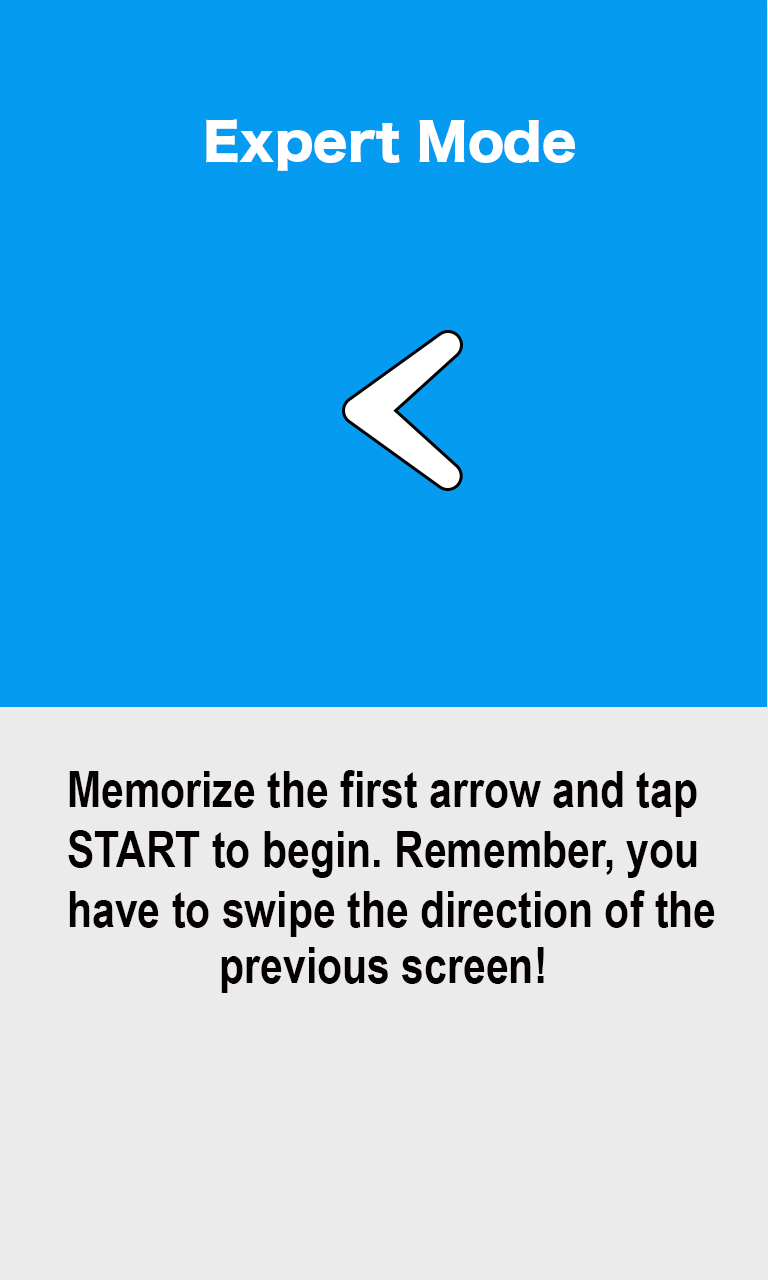 Expert Mode
Memorize the first arrow and tap
START to begin. Remember, you
have to swipe the direction of the
previous screen!